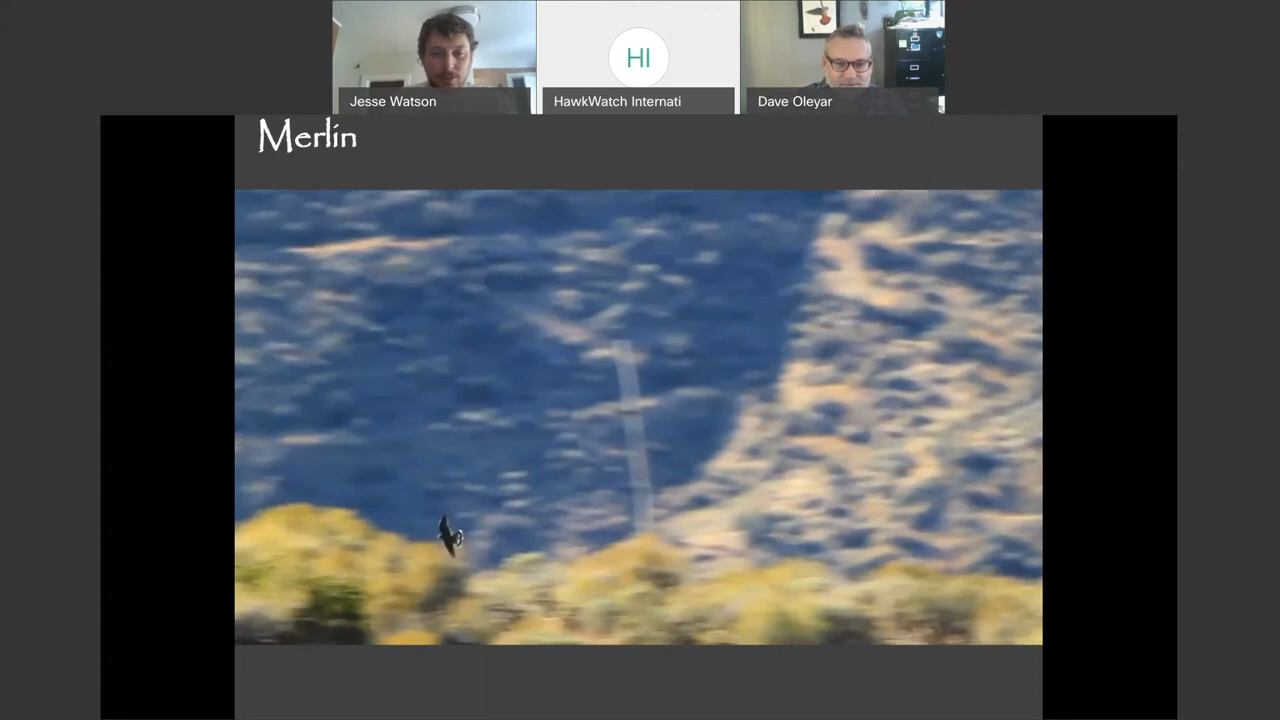 HI
Jesse Watson
HawkWatch Internati
Dave Oleyar
Merlin